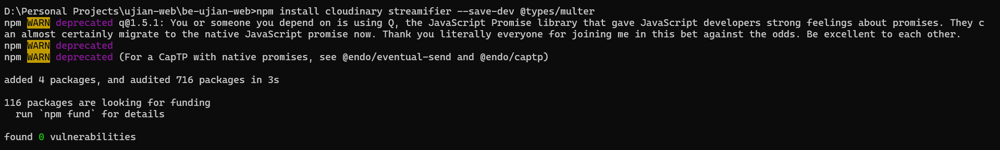 D:\Personal Projects\ujian-web\be-ujian-web>npm install cloudinary streamifier --save-dev @types/multer
npm WARN deprecated q@1.5.1: You or someone you depend on is using Q, the JavaScript Promise library that gave JavaScript developers strong feelings about promises. They c
an almost certainly migrate to the native JavaScript promise now. Thank you literally everyone for joining me in this bet against the odds. Be excellent to each other.
npm WARN deprecated
npm WARN deprecated (For a CapTP with native promises, see @endo/eventual-send and @endo/captp)
added 4 packages, and audited 716 packages in 3s
116 packages are looking for funding
  run `npm fund` for details
found 0 vulnerabilities